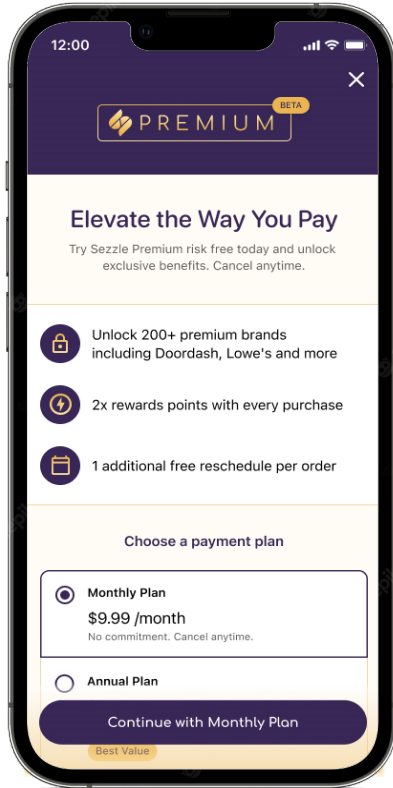 12:00
BETA
PREMIUM
Elevate the Way You Pay
Try Sezzle Premium risk free today and unlock
exclusive benefits. Cancel anytime.
Unlock 200+ premium brands
including Doordash, Lowe's and more
2x rewards points with every purchase
1 additional free reschedule per order
Choose a payment plan
Monthly Plan
$9.99 /month
No commitment. Cancel anytime.
Annual Plan
Continue with Monthly Plan
Best Value